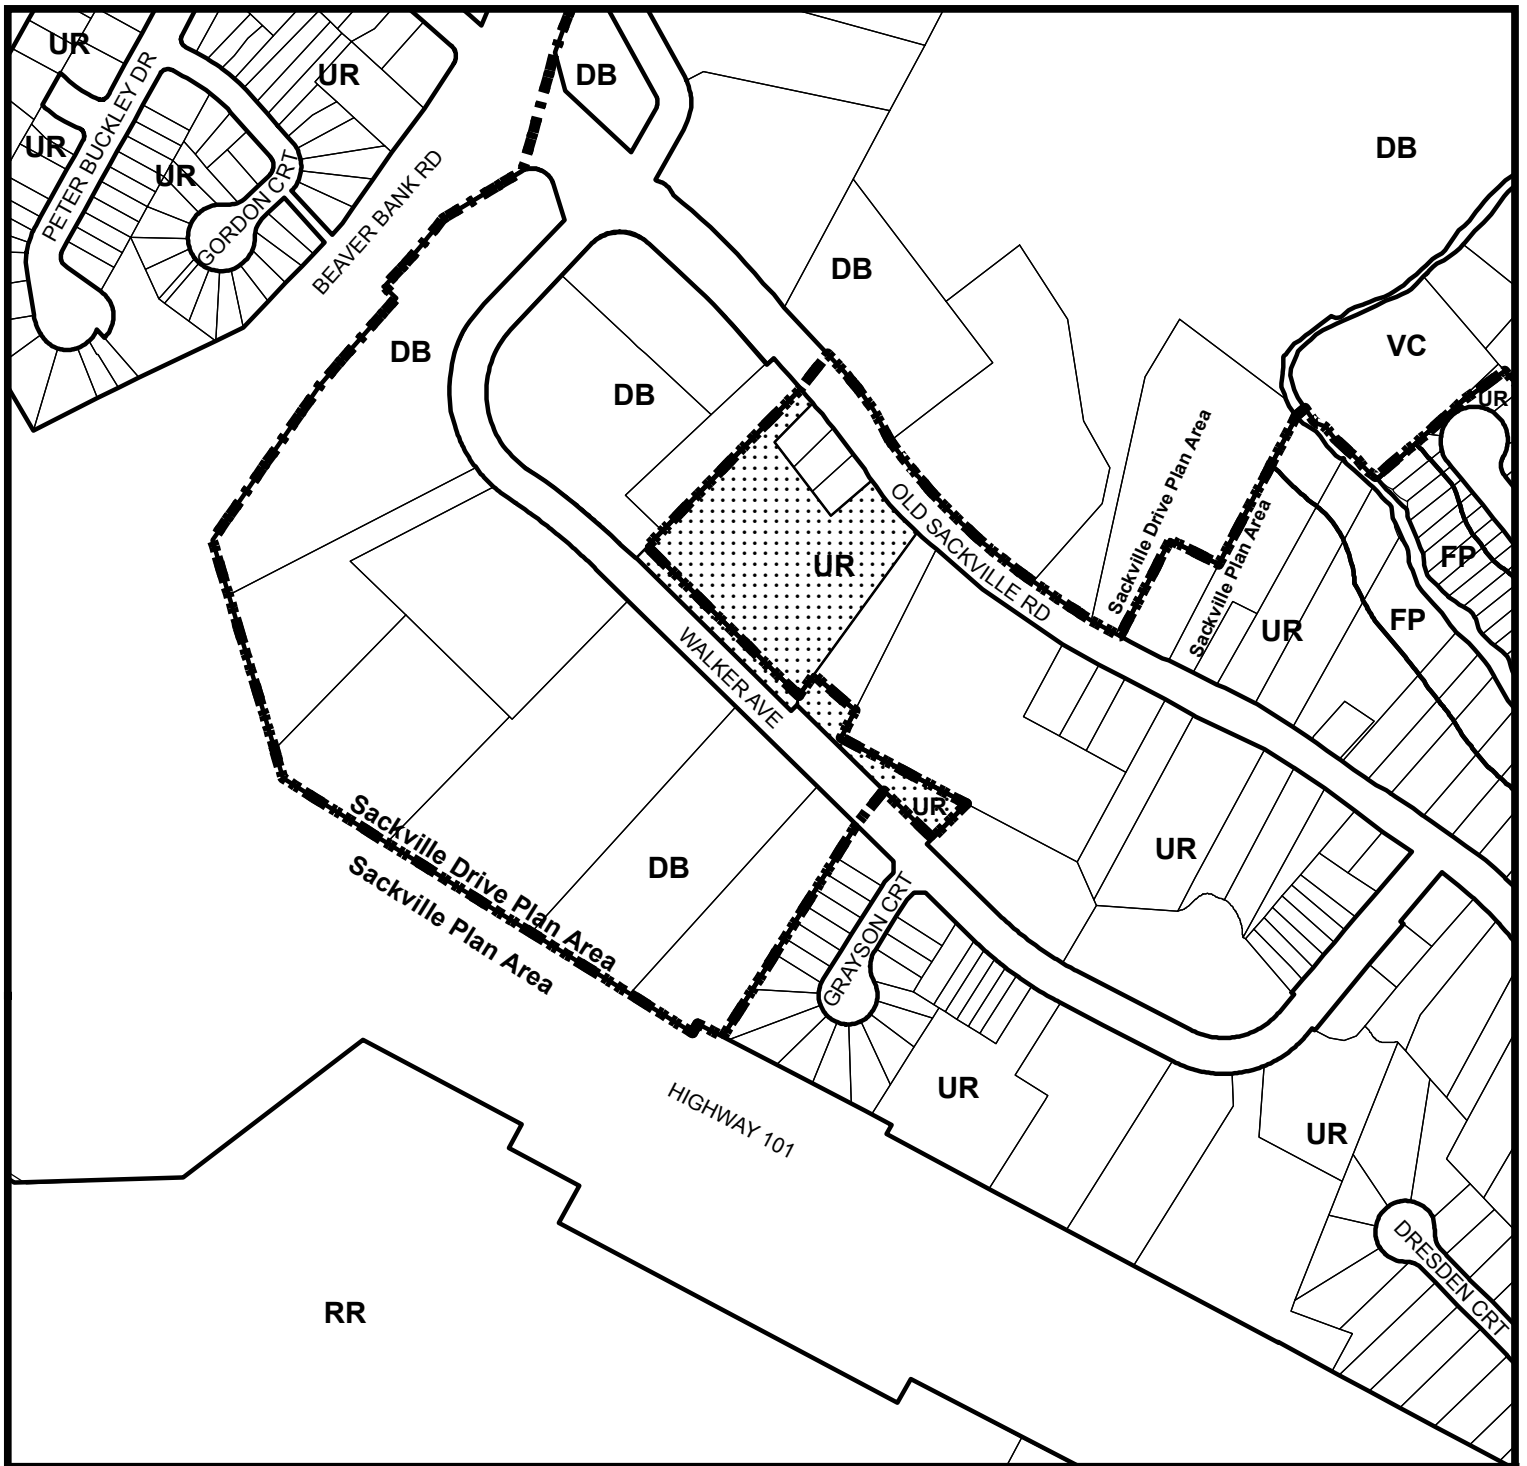 UR
UR
DB
PETER BUCKLEY DR
UR
UR
DB
GORDON CRT
BEAVER BANK RD
DB
DB
VC
DB
UR
OLD SACKVILLE RD
Sackville Drive Plan Area
Sackville Plan Area
UR
FP
FP
UR
WALKER AVE
UR
Sackville Drive Plan Area
Sackville Plan Area
DB
UR
GRAYSON CRT
UR
UR
HIGHWAY 101
DRESDEN CRT
RR